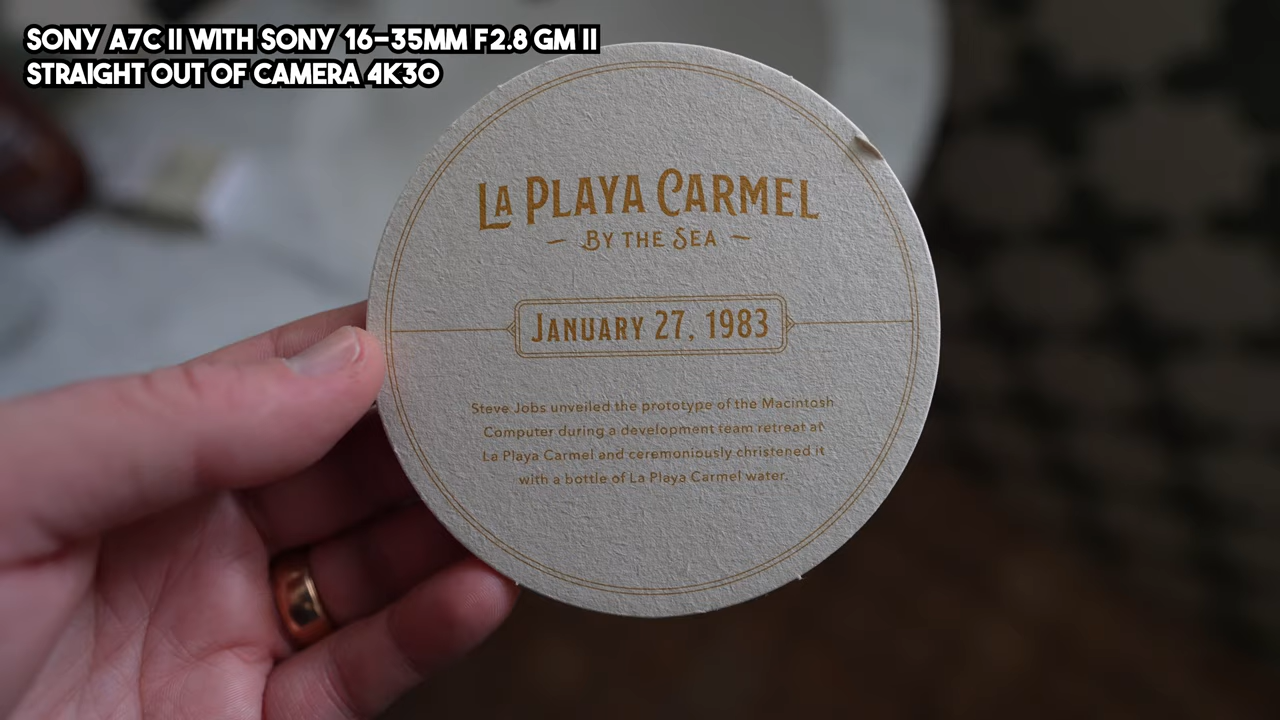 SONY A7C II WITH SONY 16-35MM F2.8 GM II
STRAIGHT OUT OF CAMERA 4K30
LA PLAYA CARMEL
– BY THE SEA –
JANUARY 27, 1983
Steve Jobs unveiled the prototype of the Macintosh
Computer during a development team retreat at
La Playa Carmel and ceremoniously christened it
with a bottle of La Playa Carmel water.